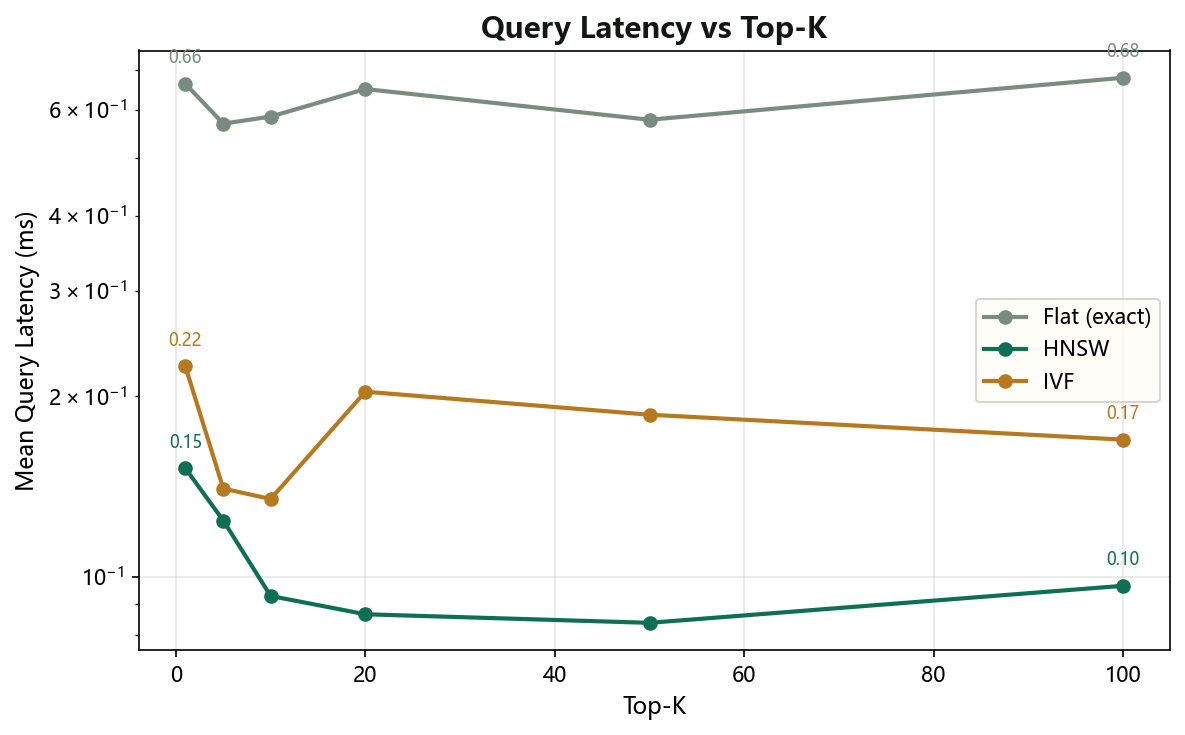 Query Latency vs Top-K
0.66
0.68
6 × 10⁻¹
4 × 10⁻¹
3 × 10⁻¹
2 × 10⁻¹
10⁻¹
Mean Query Latency (ms)
0.22
0.15
Flat (exact)
HNSW
IVF
0.17
0.10
0
20
40
60
80
100
Top-K